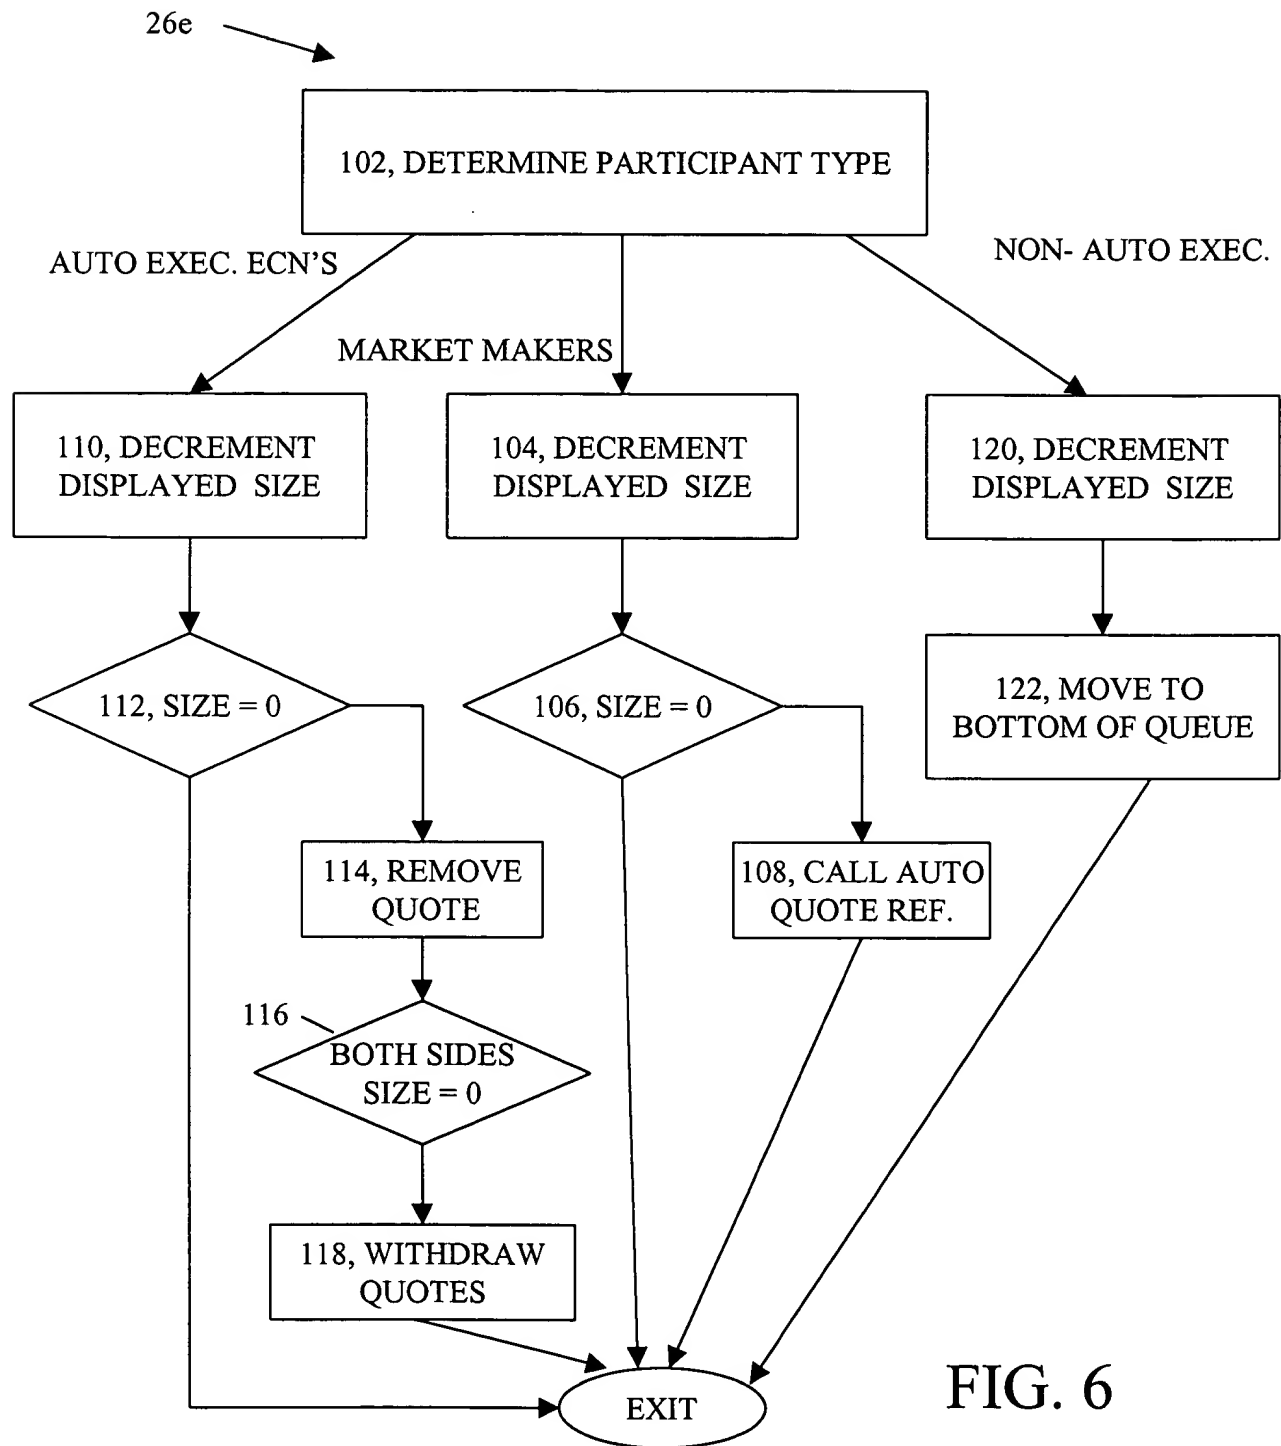 26e
102, DETERMINE PARTICIPANT TYPE
AUTO EXEC. ECN'S
NON- AUTO EXEC.
MARKET MAKERS
110, DECREMENT
DISPLAYED SIZE
104, DECREMENT
DISPLAYED SIZE
120, DECREMENT
DISPLAYED SIZE
112, SIZE = 0
106, SIZE = 0
122, MOVE TO
BOTTOM OF QUEUE
114, REMOVE
QUOTE
108, CALL AUTO
QUOTE REF.
116
BOTH SIDES
SIZE = 0
118, WITHDRAW
QUOTES
EXIT
FIG. 6